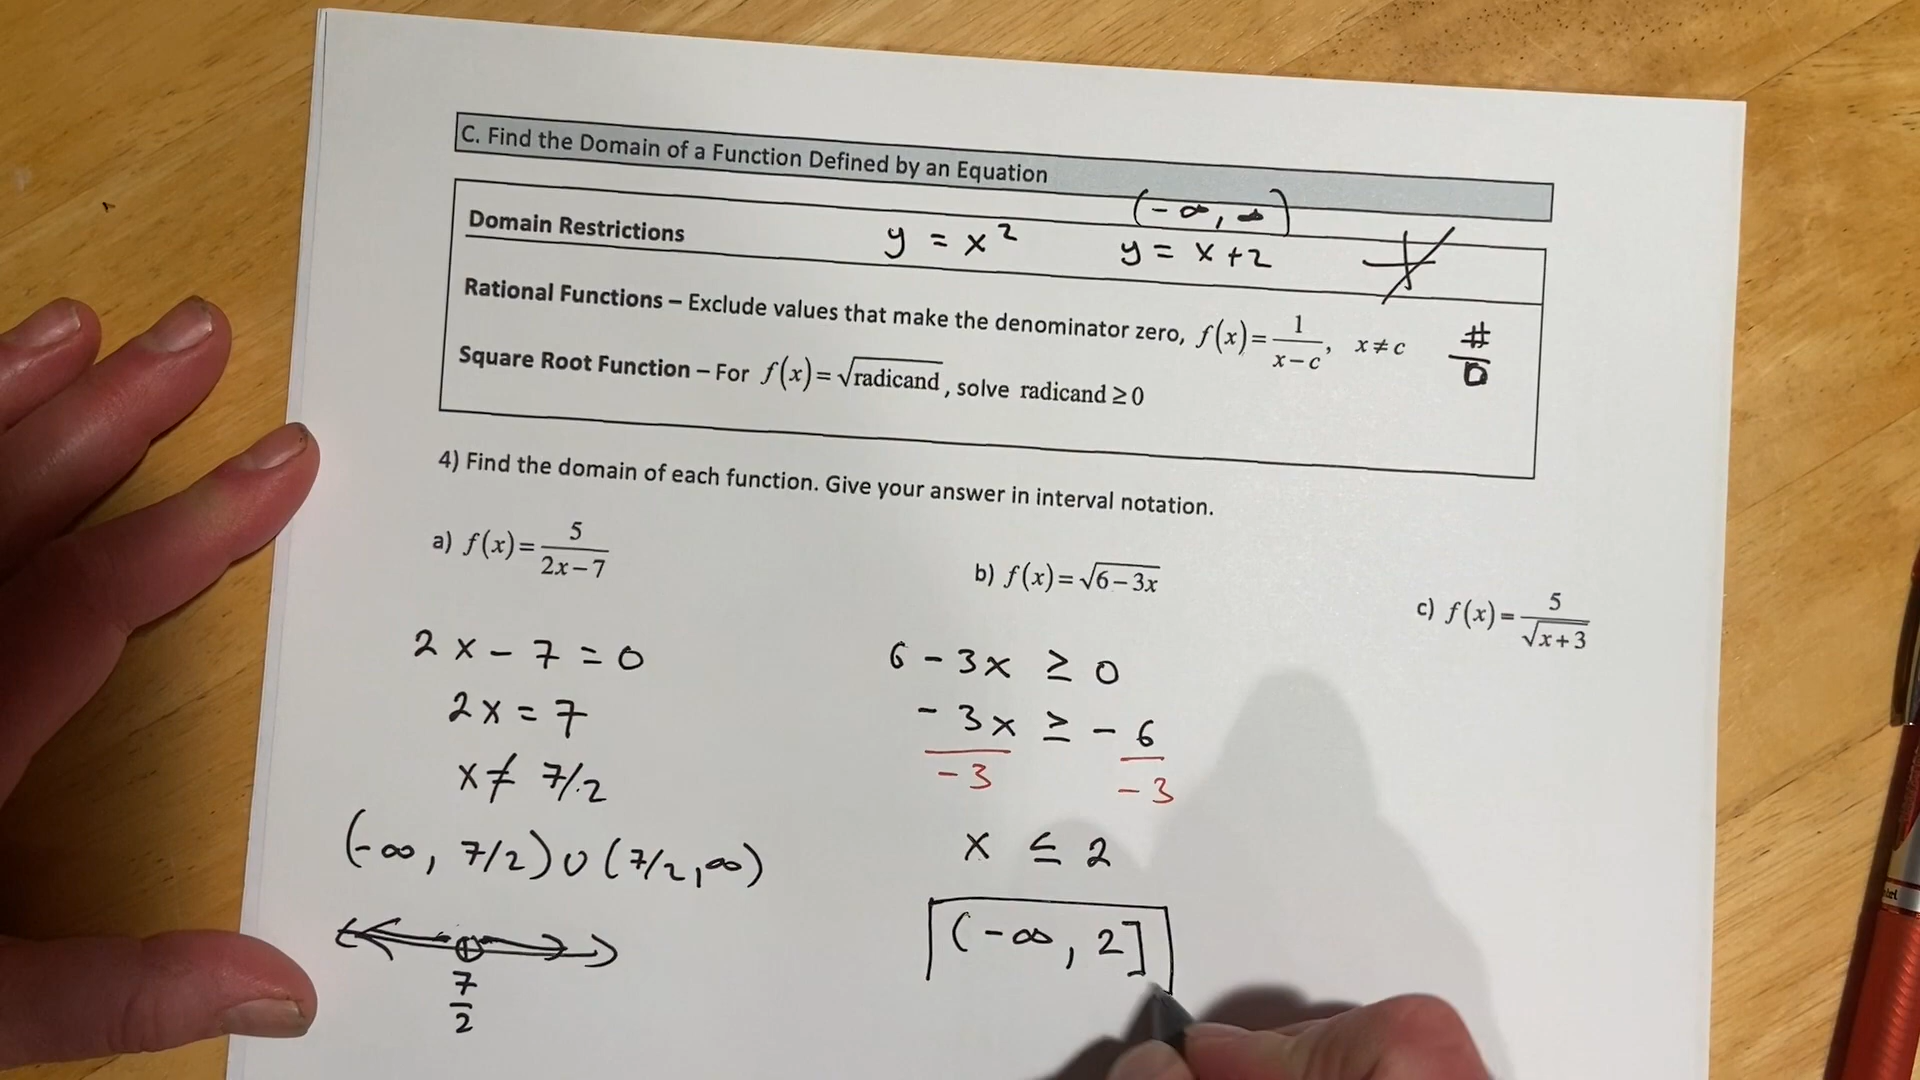 C. Find the Domain of a Function Defined by an Equation
(-∞, ∞)
Domain Restrictions y = x² y = x + 2
Rational Functions – Exclude values that make the denominator zero, f(x) = 1/(x − c), x ≠ c #/0
Square Root Function – For f(x) = √radicand, solve radicand ≥ 0
4) Find the domain of each function. Give your answer in interval notation.
a) f(x) = 5/(2x − 7)
2x − 7 = 0
2x = 7
x ≠ 7/2
(-∞, 7/2) ∪ (7/2, ∞)
7/2
b) f(x) = √(6 − 3x)
6 − 3x ≥ 0
-3x ≥ -6
-3 -3
x ≤ 2
(-∞, 2]
c) f(x) = 5/√(x + 3)